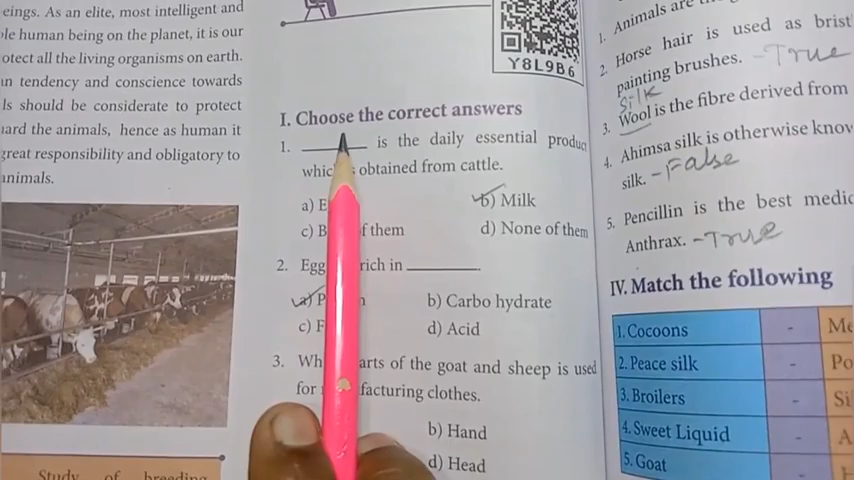 eings. As an elite, most intelligent and
le human being on the planet, it is our
otect all the living organisms on earth.
an tendency and conscience towards
ls should be considerate to protect
ard the animals, hence as human it
great responsibility and obligatory to
animals.
Study of breeding
Y8L9B6
I. Choose the correct answers
1. ________ is the daily essential produc
obtained from cattle.
a) E
b) Milk
c) B f them
d) None of them
2. Egg rich in ________.
a) P n
b) Carbo hydrate
c) F
d) Acid
3. Wh arts of the goat and sheep is used
for facturing clothes.
b) Hand
d) Head
1. Animals are
2. Horse hair is used as brist
painting brushes. - True
Silk
3. Wool is the fibre derived from
4. Ahimsa silk is otherwise know
silk. - False
5. Pencillin is the best medic
Anthrax. - True
IV. Match the following
1. Cocoons - Me
2. Peace silk - Po
3. Broilers - Si
4. Sweet Liquid - A
5. Goat -